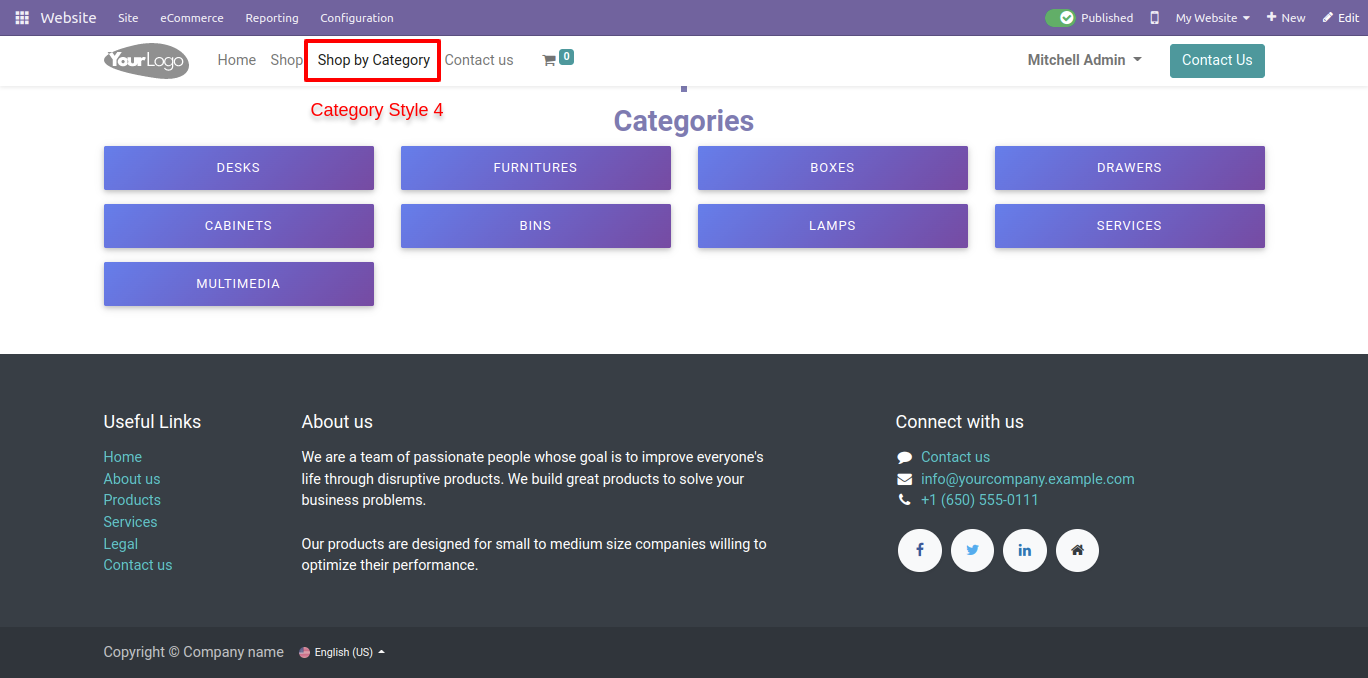 Website Site eCommerce Reporting Configuration Published My Website New Edit
YourLogo Home Shop Shop by Category Contact us 0 Mitchell Admin Contact Us
Category Style 4
Categories
DESKS FURNITURES BOXES DRAWERS
CABINETS BINS LAMPS SERVICES
MULTIMEDIA
Useful Links
Home
About us
Products
Services
Legal
Contact us
About us
We are a team of passionate people whose goal is to improve everyone's
life through disruptive products. We build great products to solve your
business problems.
Our products are designed for small to medium size companies willing to
optimize their performance.
Connect with us
Contact us
info@yourcompany.example.com
+1 (650) 555-0111
Copyright © Company name English (US)